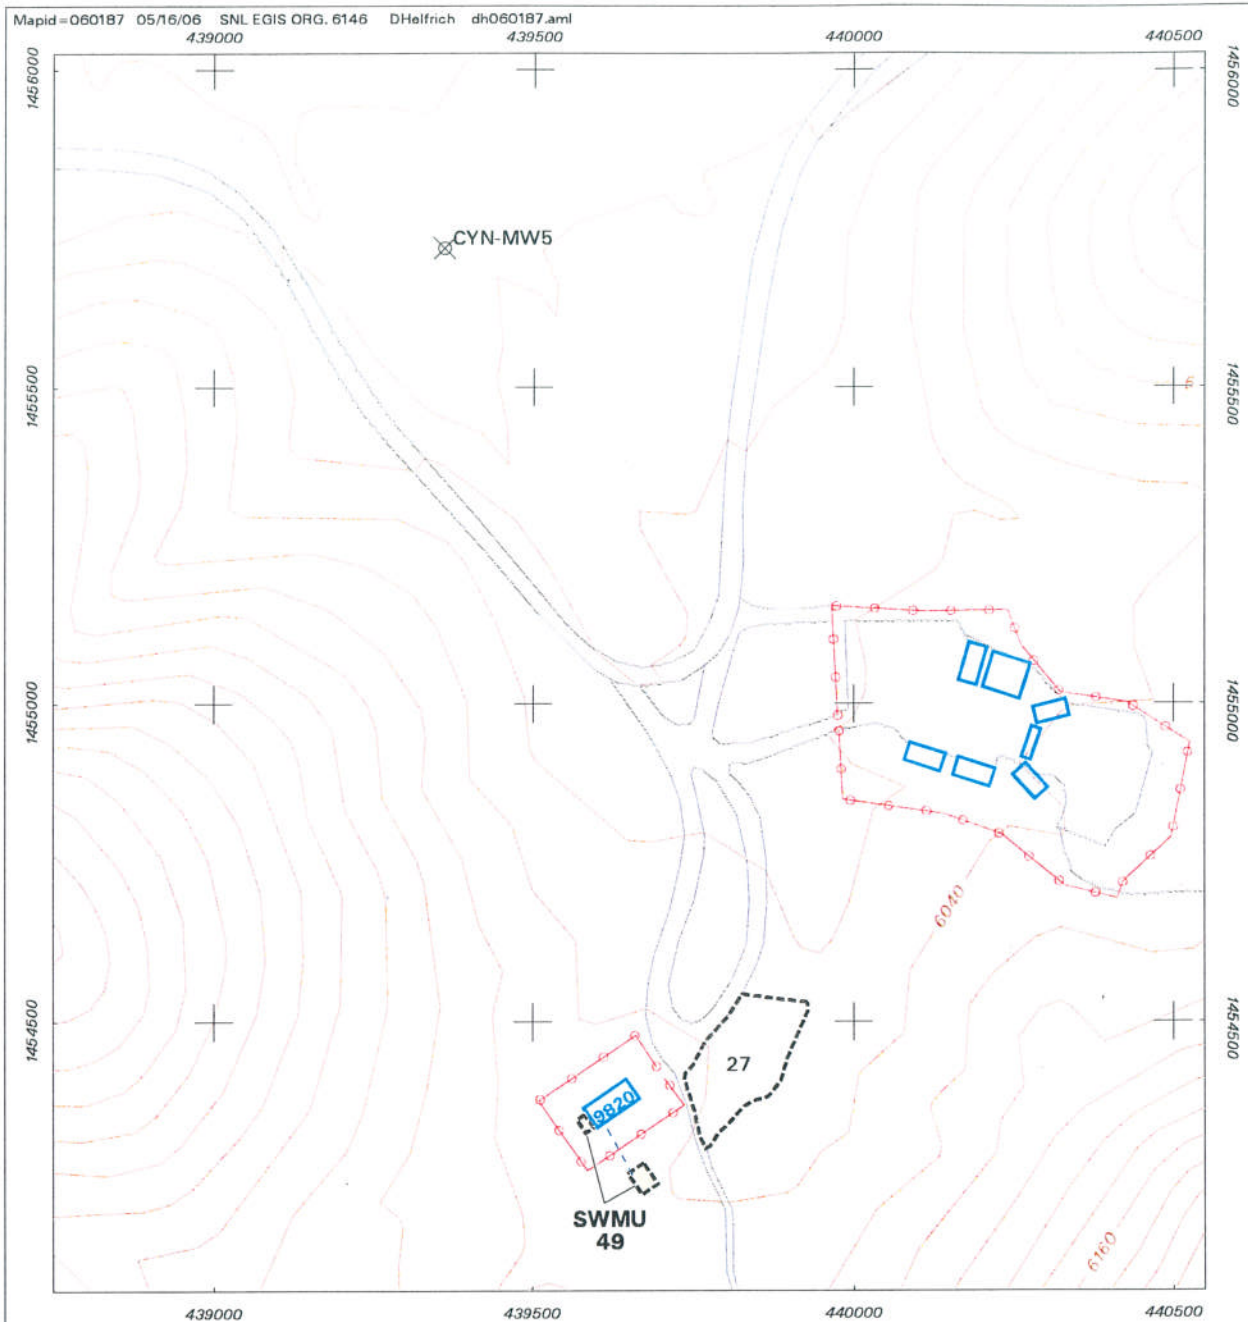 Mapid=060187 05/16/06 SNL EGIS ORG. 6146 DHelfrich dh060187.aml
439000 439500 440000 440500
1456000 1456000
CYN-MW5
1455500 1455500
1455000 1455000
6040
1454500 1454500
27
9820
SWMU
49
6160
439000 439500 440000 440500